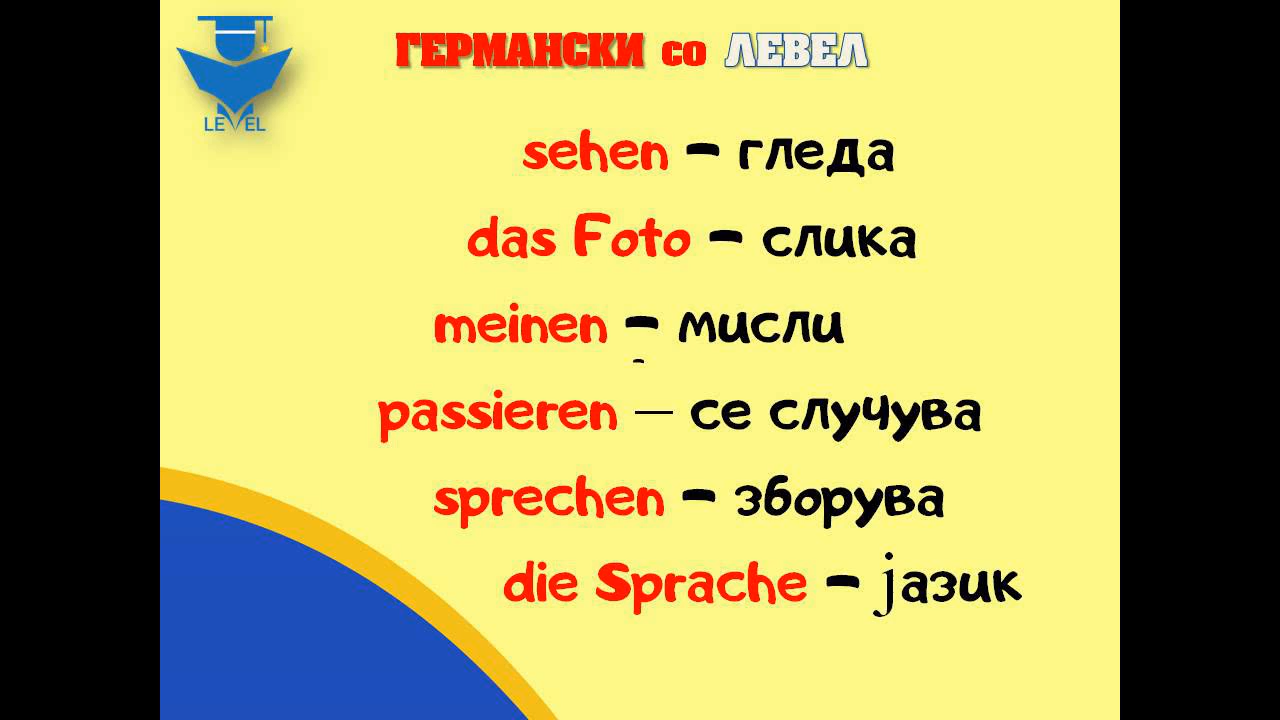 LEVEL
ГЕРМАНСКИ со ЛЕВЕЛ
sehen – гледа
das Foto – слика
meinen – мисли
passieren – се случува
sprechen – зборува
die Sprache – јазик